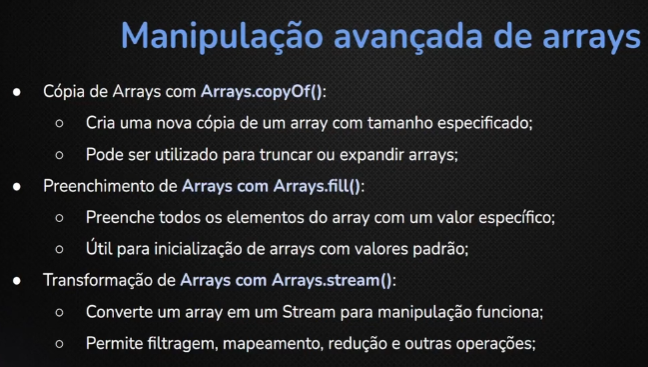 Manipulação avançada de arrays
● Cópia de Arrays com Arrays.copyOf():
○ Cria uma nova cópia de um array com tamanho especificado;
○ Pode ser utilizado para truncar ou expandir arrays;
● Preenchimento de Arrays com Arrays.fill():
○ Preenche todos os elementos do array com um valor específico;
○ Útil para inicialização de arrays com valores padrão;
● Transformação de Arrays com Arrays.stream():
○ Converte um array em um Stream para manipulação funciona;
○ Permite filtragem, mapeamento, redução e outras operações;